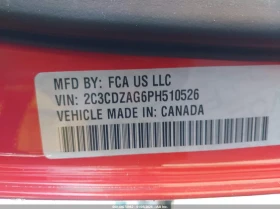 MFD BY: FCA US LLC
VIN: 2C3CDZAG6PH510526
VEHICLE MADE IN: CANADA